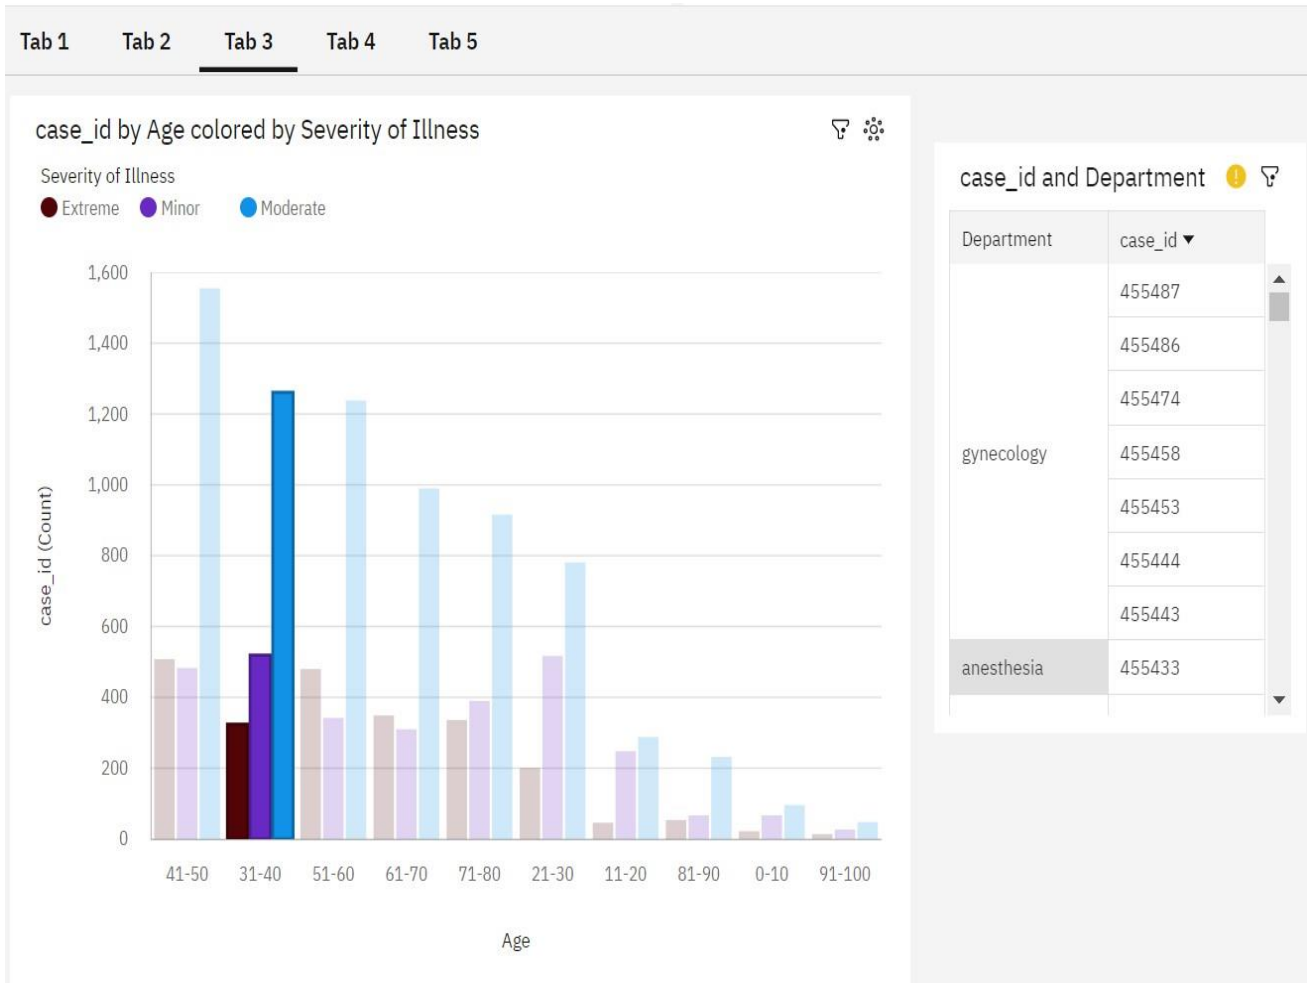 Tab 1 Tab 2 Tab 3 Tab 4 Tab 5
case_id by Age colored by Severity of Illness
Severity of Illness
Extreme Minor Moderate
1,600
1,400
1,200
1,000
800
600
400
200
0
case_id (Count)
41-50 31-40 51-60 61-70 71-80 21-30 11-20 81-90 0-10 91-100
Age
case_id and Department
Department case_id
455487
455486
455474
gynecology 455458
455453
455444
455443
anesthesia 455433